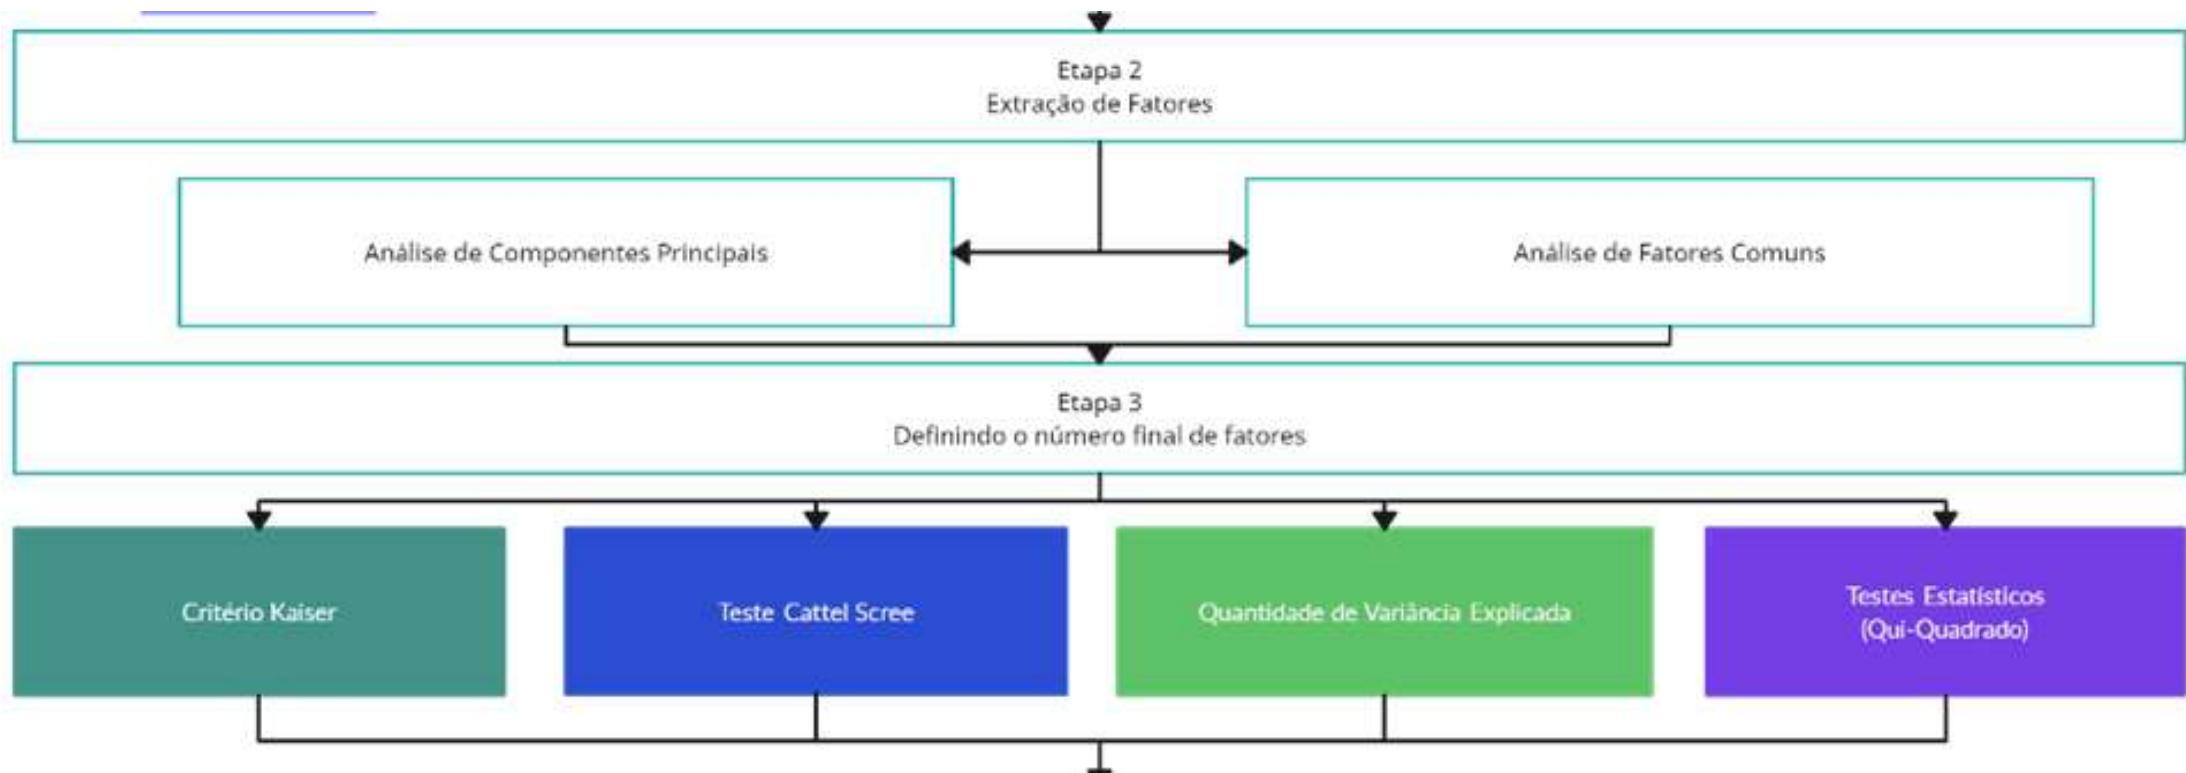 Etapa 2
Extração de Fatores
Análise de Componentes Principais
Análise de Fatores Comuns
Etapa 3
Definindo o número final de fatores
Critério Kaiser
Teste Cattel Scree
Quantidade de Variância Explicada
Testes Estatísticos
(Qui-Quadrado)